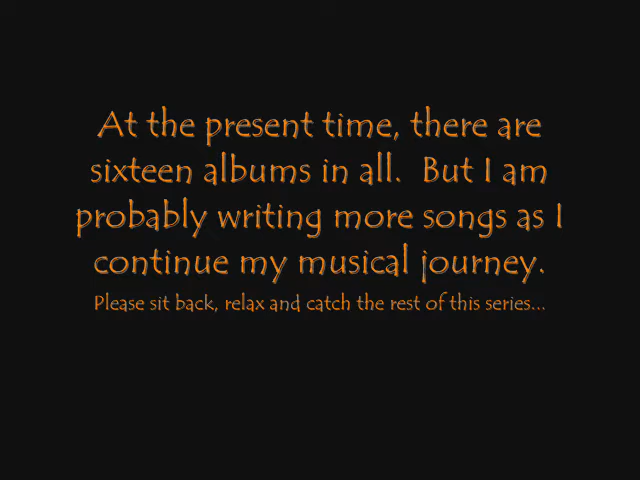 At the present time, there are
sixteen albums in all.  But I am
probably writing more songs as I
continue my musical journey.
Please sit back, relax and catch the rest of this series...